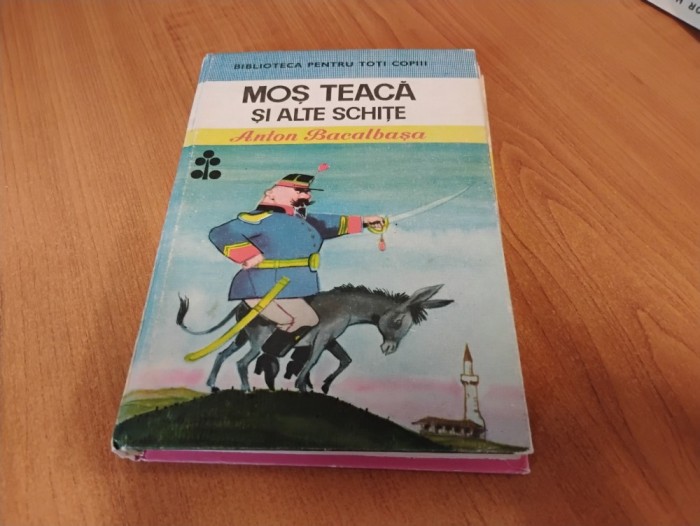 BIBLIOTECA PENTRU TOȚI COPIII
MOȘ TEACĂ
ȘI ALTE SCHIȚE
Anton Bacalbașa